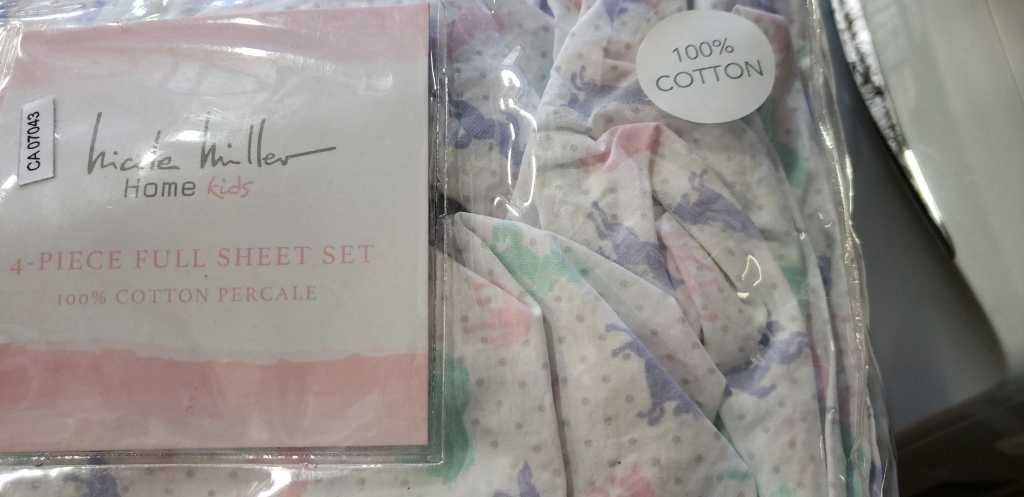 CA07043
Nicole Miller
Home kids
4-PIECE FULL SHEET SET
100% COTTON PERCALE
100%
COTTON